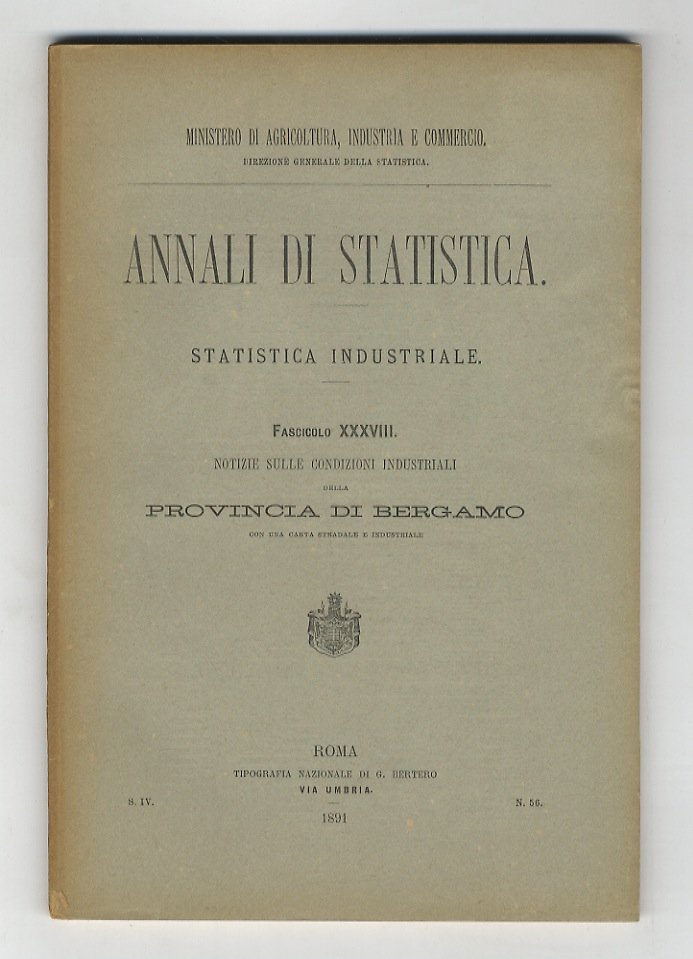 MINISTERO DI AGRICOLTURA, INDUSTRIA E COMMERCIO.
DIREZIONE GENERALE DELLA STATISTICA.
ANNALI DI STATISTICA.
STATISTICA INDUSTRIALE.
FASCICOLO XXXVIII.
NOTIZIE SULLE CONDIZIONI INDUSTRIALI
DELLA
PROVINCIA DI BERGAMO
CON UNA CARTA STRADALE E INDUSTRIALE
ROMA
TIPOGRAFIA NAZIONALE DI G. BERTERO
VIA UMBRIA.
S. IV. N. 56.
1891